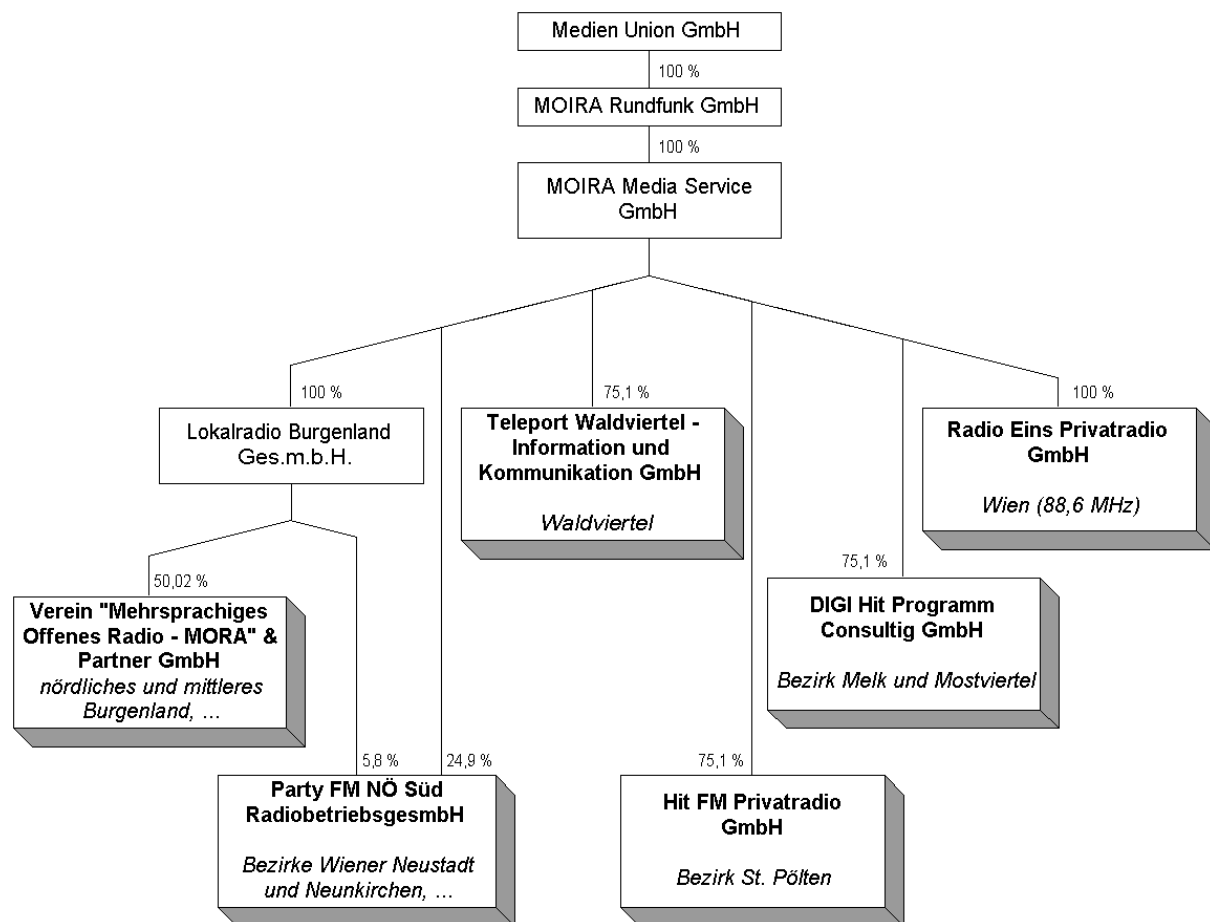 Medien Union GmbH
100 %
MOIRA Rundfunk GmbH
100 %
MOIRA Media Service
GmbH
100 %
Lokalradio Burgenland
Ges.m.b.H.
75,1 %
Teleport Waldviertel -
Information und
Kommunikation GmbH
Waldviertel
100 %
Radio Eins Privatradio
GmbH
Wien (88,6 MHz)
50,02 %
Verein "Mehrsprachiges
Offenes Radio - MORA" &
Partner GmbH
nördliches und mittleres
Burgenland, ...
75,1 %
DIGI Hit Programm
Consultig GmbH
Bezirk Melk und Mostviertel
5,8 %
24,9 %
Party FM NÖ Süd
RadiobetriebsgesmbH
Bezirke Wiener Neustadt
und Neunkirchen, ...
75,1 %
Hit FM Privatradio
GmbH
Bezirk St. Pölten